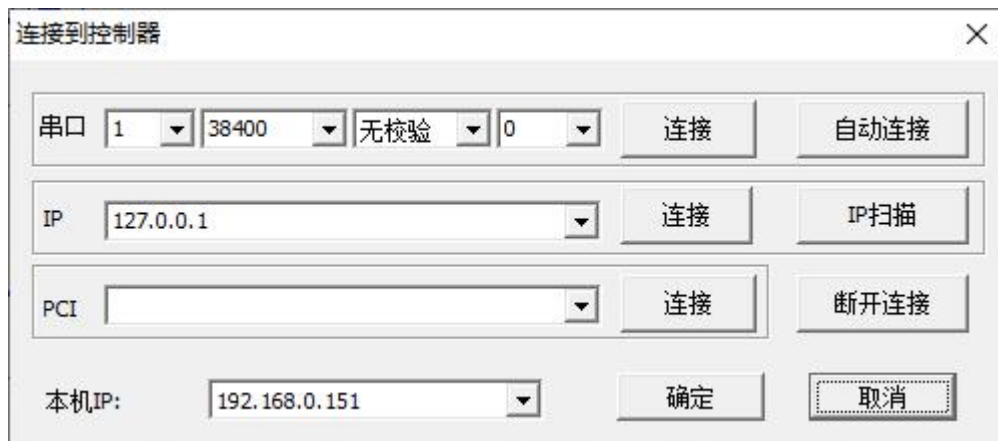 连接到控制器
串口 1 38400 无校验 0 连接 自动连接
IP 127.0.0.1 连接 IP扫描
PCI 连接 断开连接
本机IP: 192.168.0.151 确定 取消